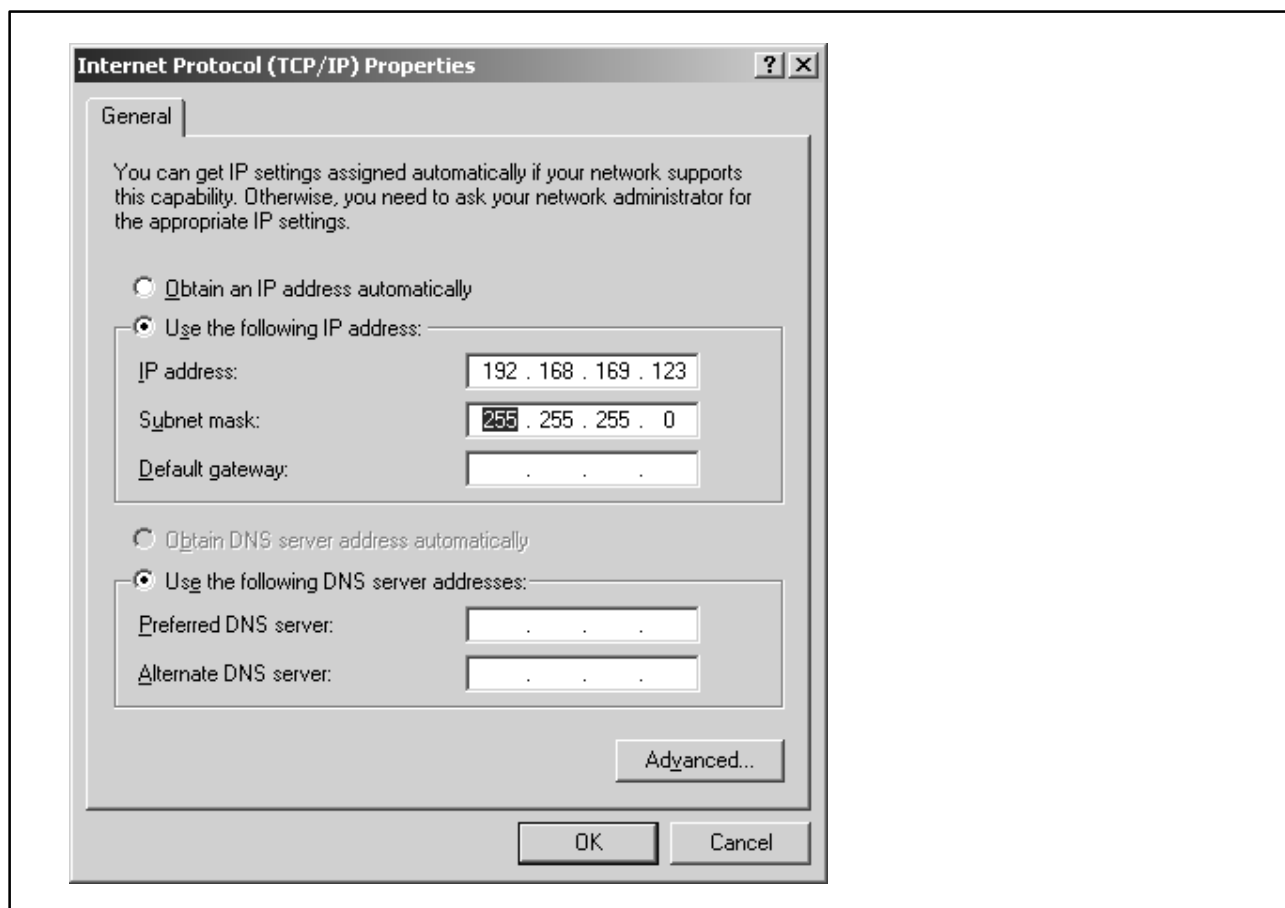 Internet Protocol (TCP/IP) Properties
General
You can get IP settings assigned automatically if your network supports
this capability. Otherwise, you need to ask your network administrator for
the appropriate IP settings.
Obtain an IP address automatically
Use the following IP address:
IP address: 192 . 168 . 169 . 123
Subnet mask: 255 . 255 . 255 . 0
Default gateway: . . .
Obtain DNS server address automatically
Use the following DNS server addresses:
Preferred DNS server: . . .
Alternate DNS server: . . .
Advanced...
OK Cancel